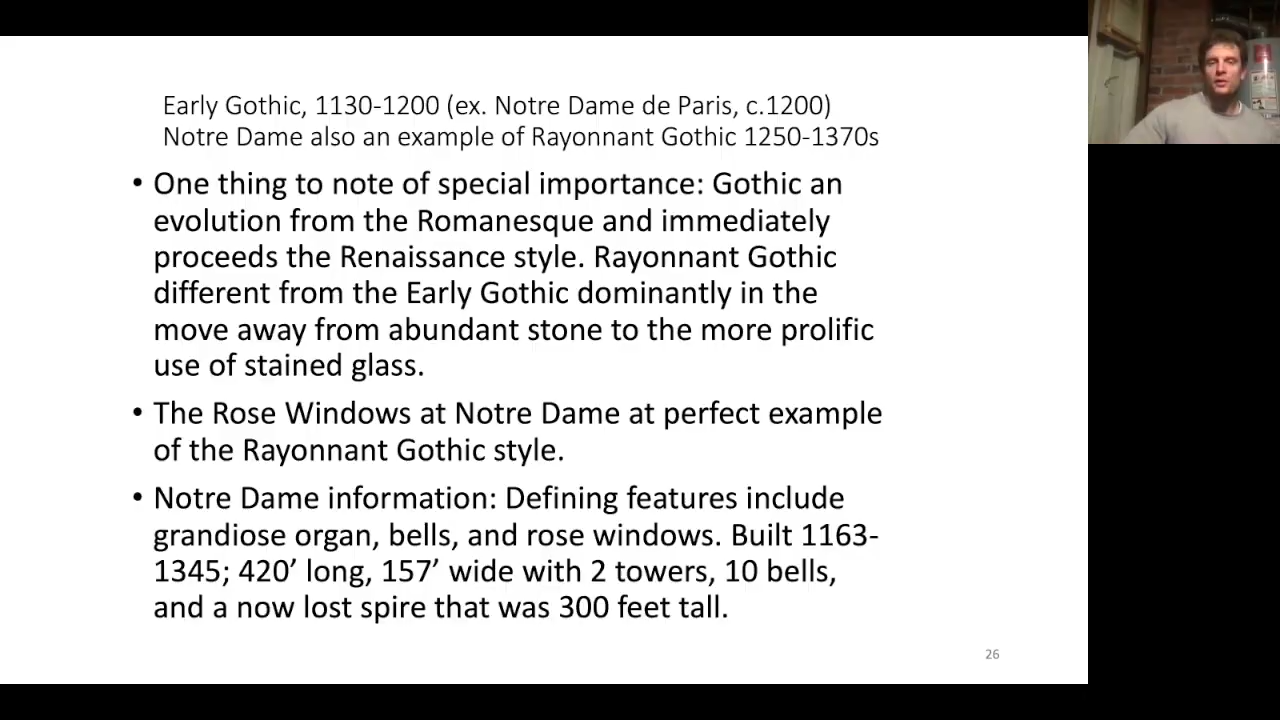 Early Gothic, 1130-1200 (ex. Notre Dame de Paris, c.1200)
Notre Dame also an example of Rayonnant Gothic 1250-1370s
• One thing to note of special importance: Gothic an
evolution from the Romanesque and immediately
proceeds the Renaissance style. Rayonnant Gothic
different from the Early Gothic dominantly in the
move away from abundant stone to the more prolific
use of stained glass.
• The Rose Windows at Notre Dame at perfect example
of the Rayonnant Gothic style.
• Notre Dame information: Defining features include
grandiose organ, bells, and rose windows. Built 1163-
1345; 420’ long, 157’ wide with 2 towers, 10 bells,
and a now lost spire that was 300 feet tall.
26